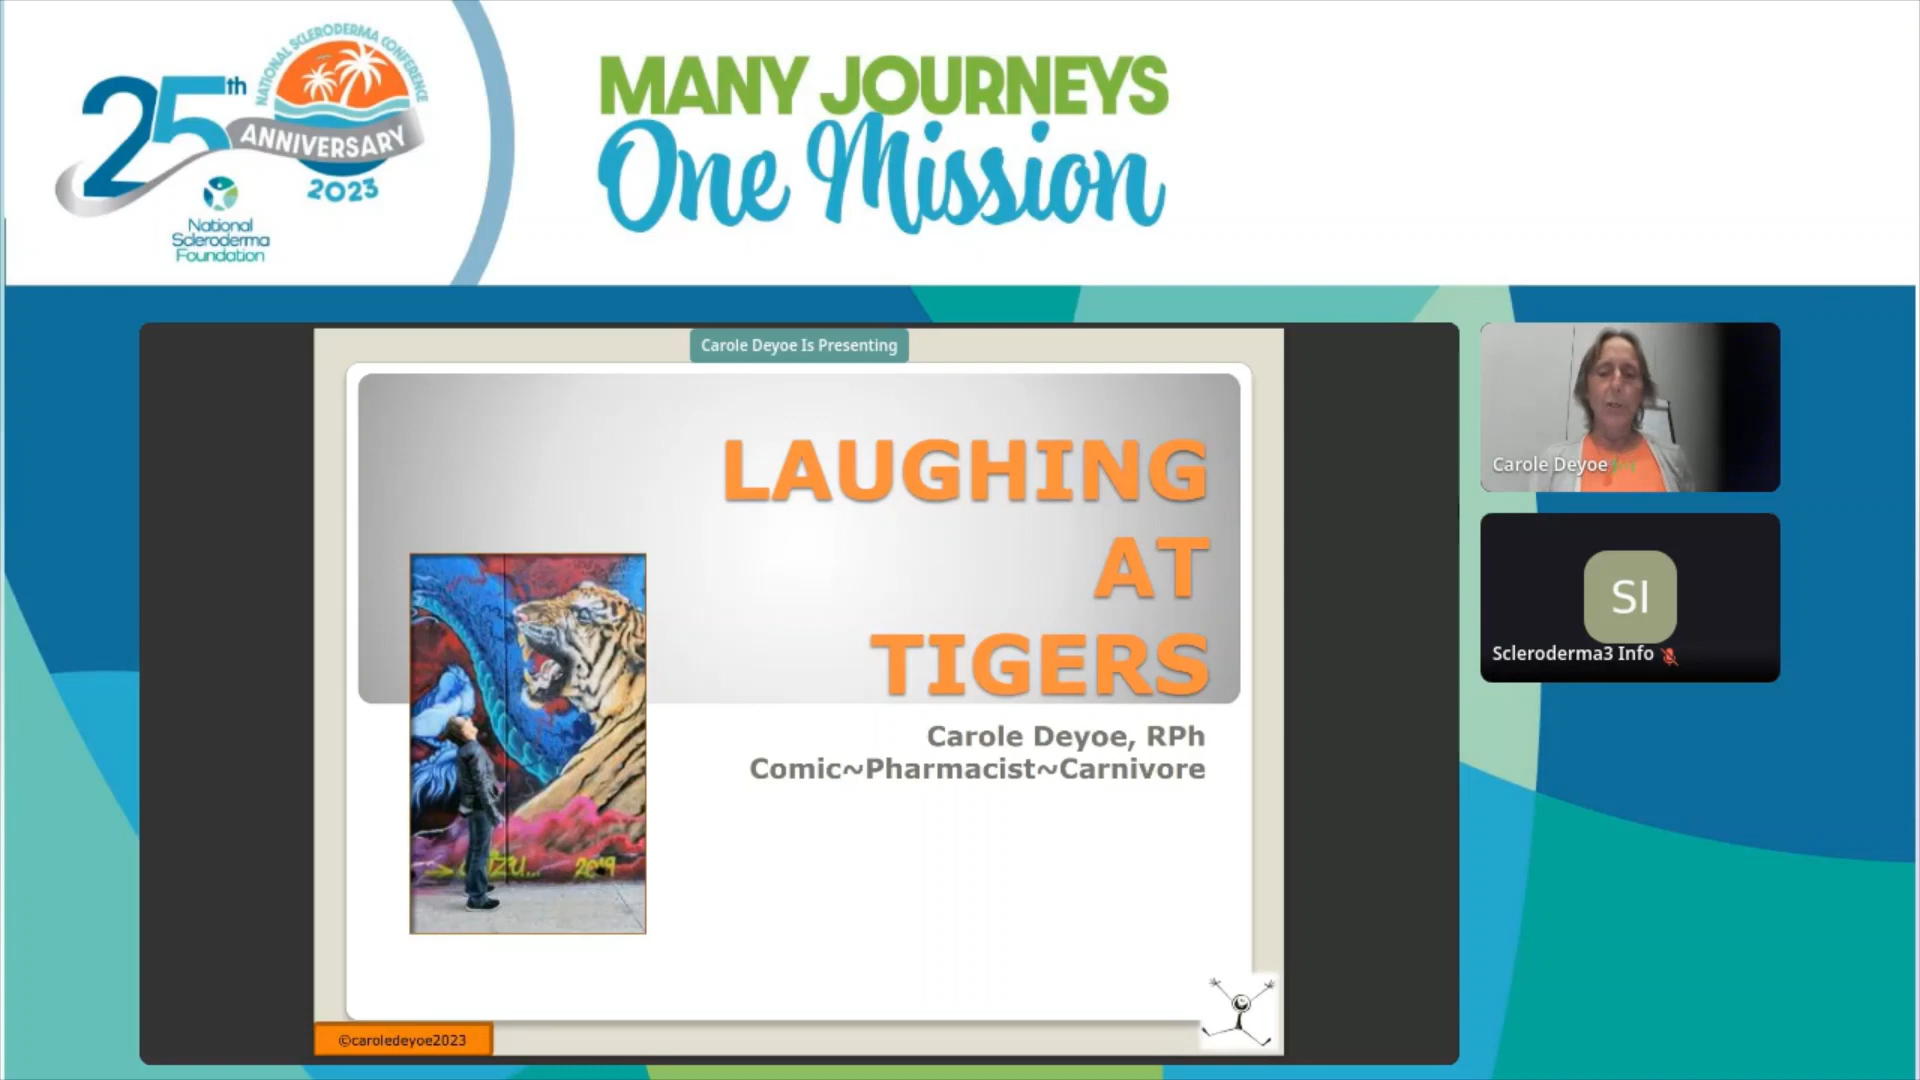 25th
NATIONAL SCLERODERMA CONFERENCE
ANNIVERSARY
2023
National
Scleroderma
Foundation
MANY JOURNEYS
One Mission
Carole Deyoe Is Presenting
LAUGHING
AT
TIGERS
Carole Deyoe, RPh
Comic~Pharmacist~Carnivore
2019
©caroledeyoe2023
Carole Deyoe
SI
Scleroderma3 Info